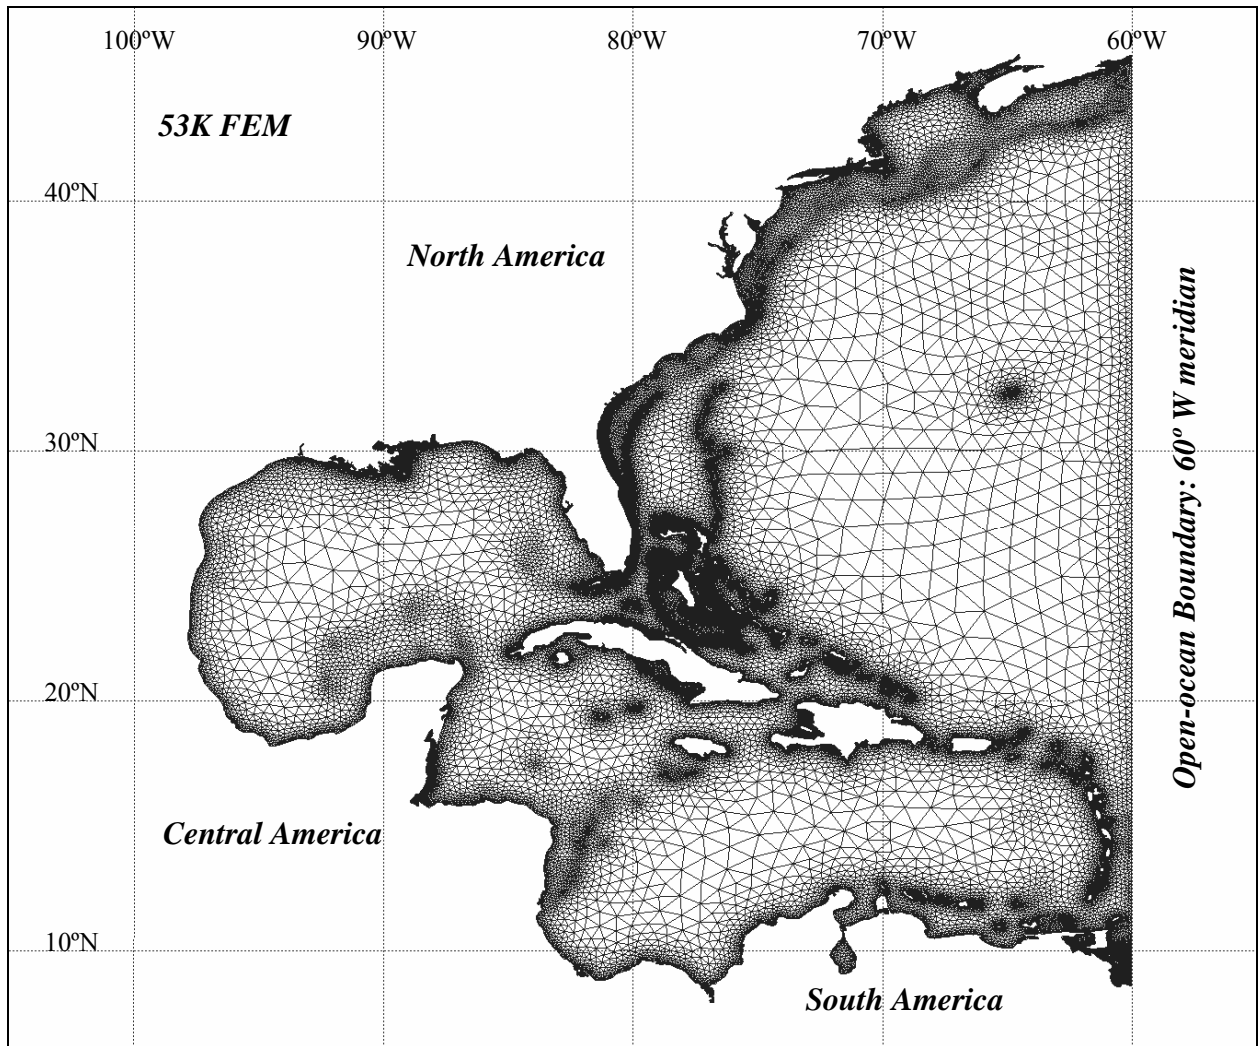 100ºW 90ºW 80ºW 70ºW 60ºW
53K FEM
40ºN
North America
Open-ocean Boundary: 60º W meridian
30ºN
20ºN
Central America
10ºN
South America